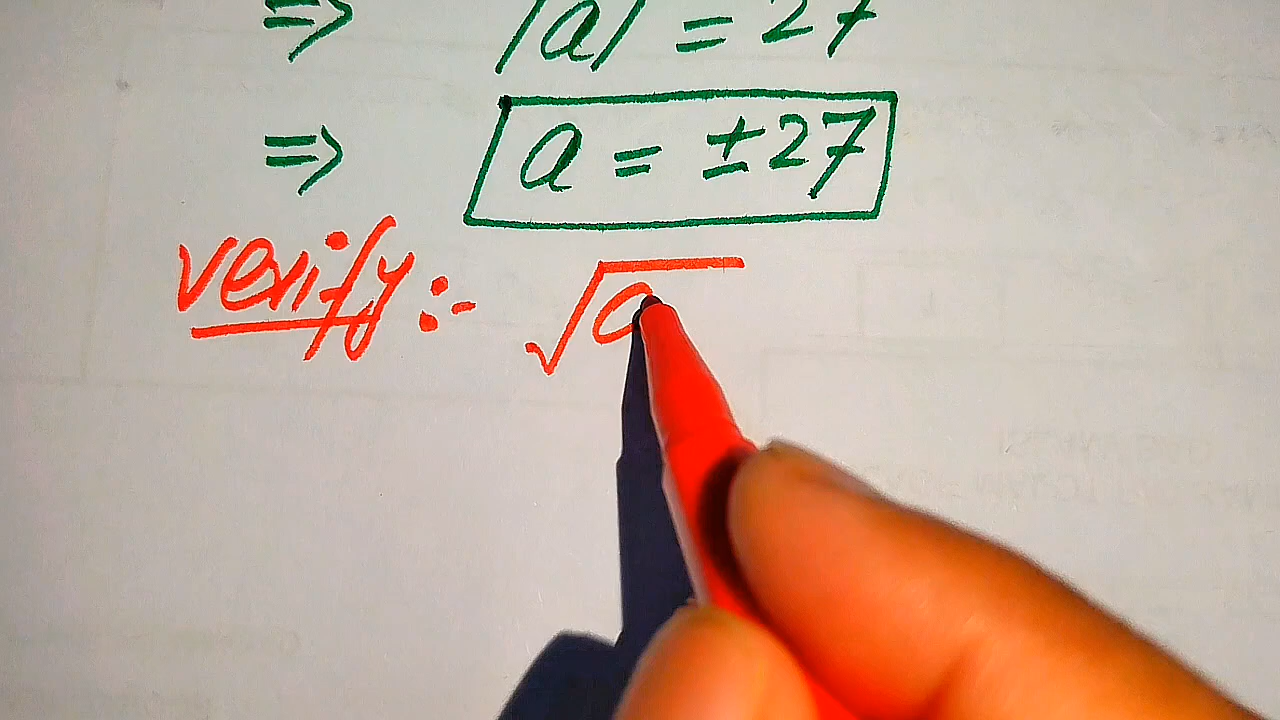 => |a| = 27
=> a = ±27
verify :- √a